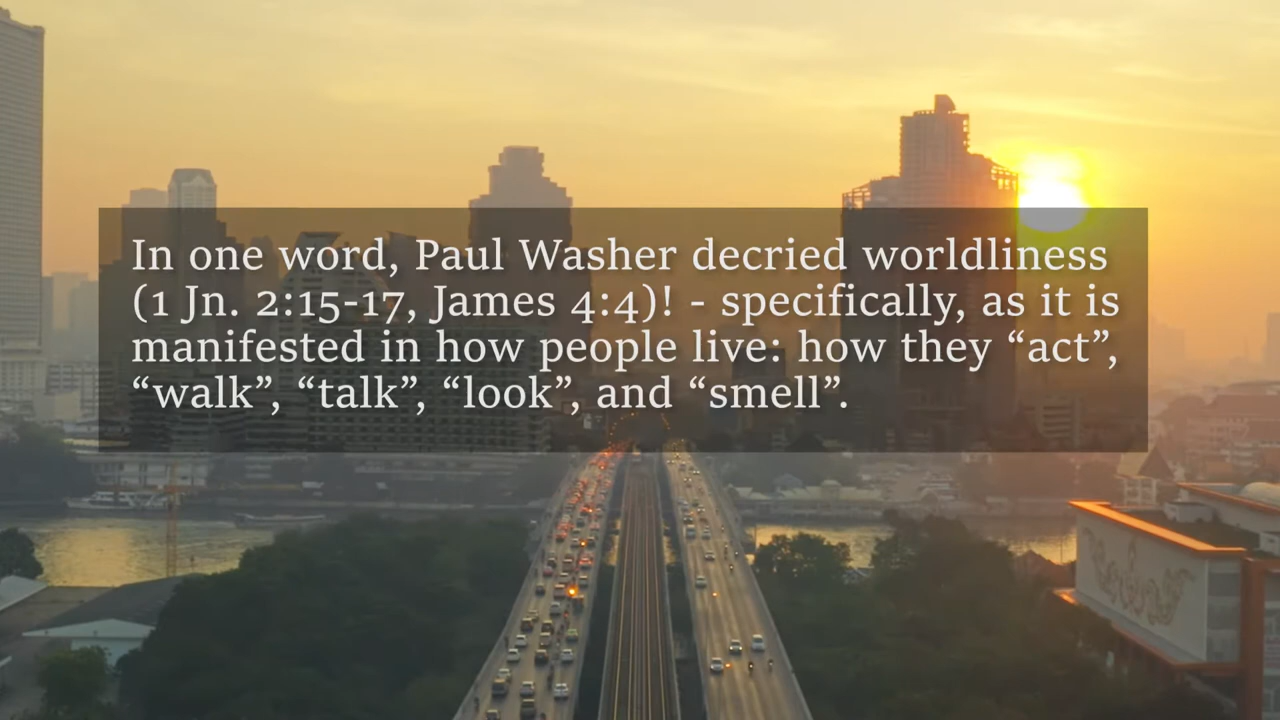 In one word, Paul Washer decried worldliness
(1 Jn. 2:15-17, James 4:4)! - specifically, as it is
manifested in how people live: how they “act”,
“walk”, “talk”, “look”, and “smell”.